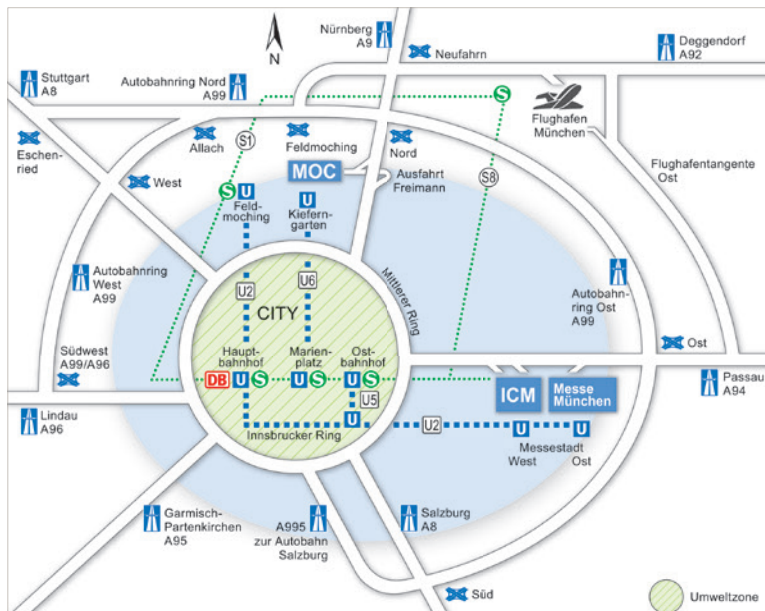 Nürnberg
A9
N
Neufahrn
Deggendorf
A92
Stuttgart
A8
Autobahnring Nord
A99
S
Flughafen
München
Eschen-
ried
Allach
S1
Feldmoching
Nord
MOC
Ausfahrt
Freimann
S8
Flughafentangente
Ost
West
S
U
Feld-
moching
U
Kiefern-
garten
Mittlerer Ring
Autobahnring
West
A99
U2
U6
CITY
Autobahn-
ring Ost
A99
Südwest
A99/A96
Haupt-
bahnhof
Marien-
platz
Ost-
bahnhof
Ost
DB
U
S
U
S
U
S
U5
ICM
Messe
München
Passau
A94
Lindau
A96
Innsbrucker Ring
U
U2
U
U
Messestadt
West
Ost
Garmisch-
Partenkirchen
A95
A995
zur Autobahn
Salzburg
Salzburg
A8
Süd
Umweltzone